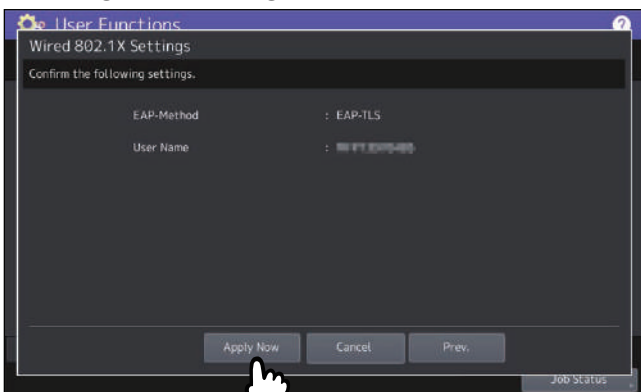 User Functions
?
Wired 802.1X Settings
Confirm the following settings.
EAP-Method : EAP-TLS
User Name :
Apply Now Cancel Prev.
Job Status